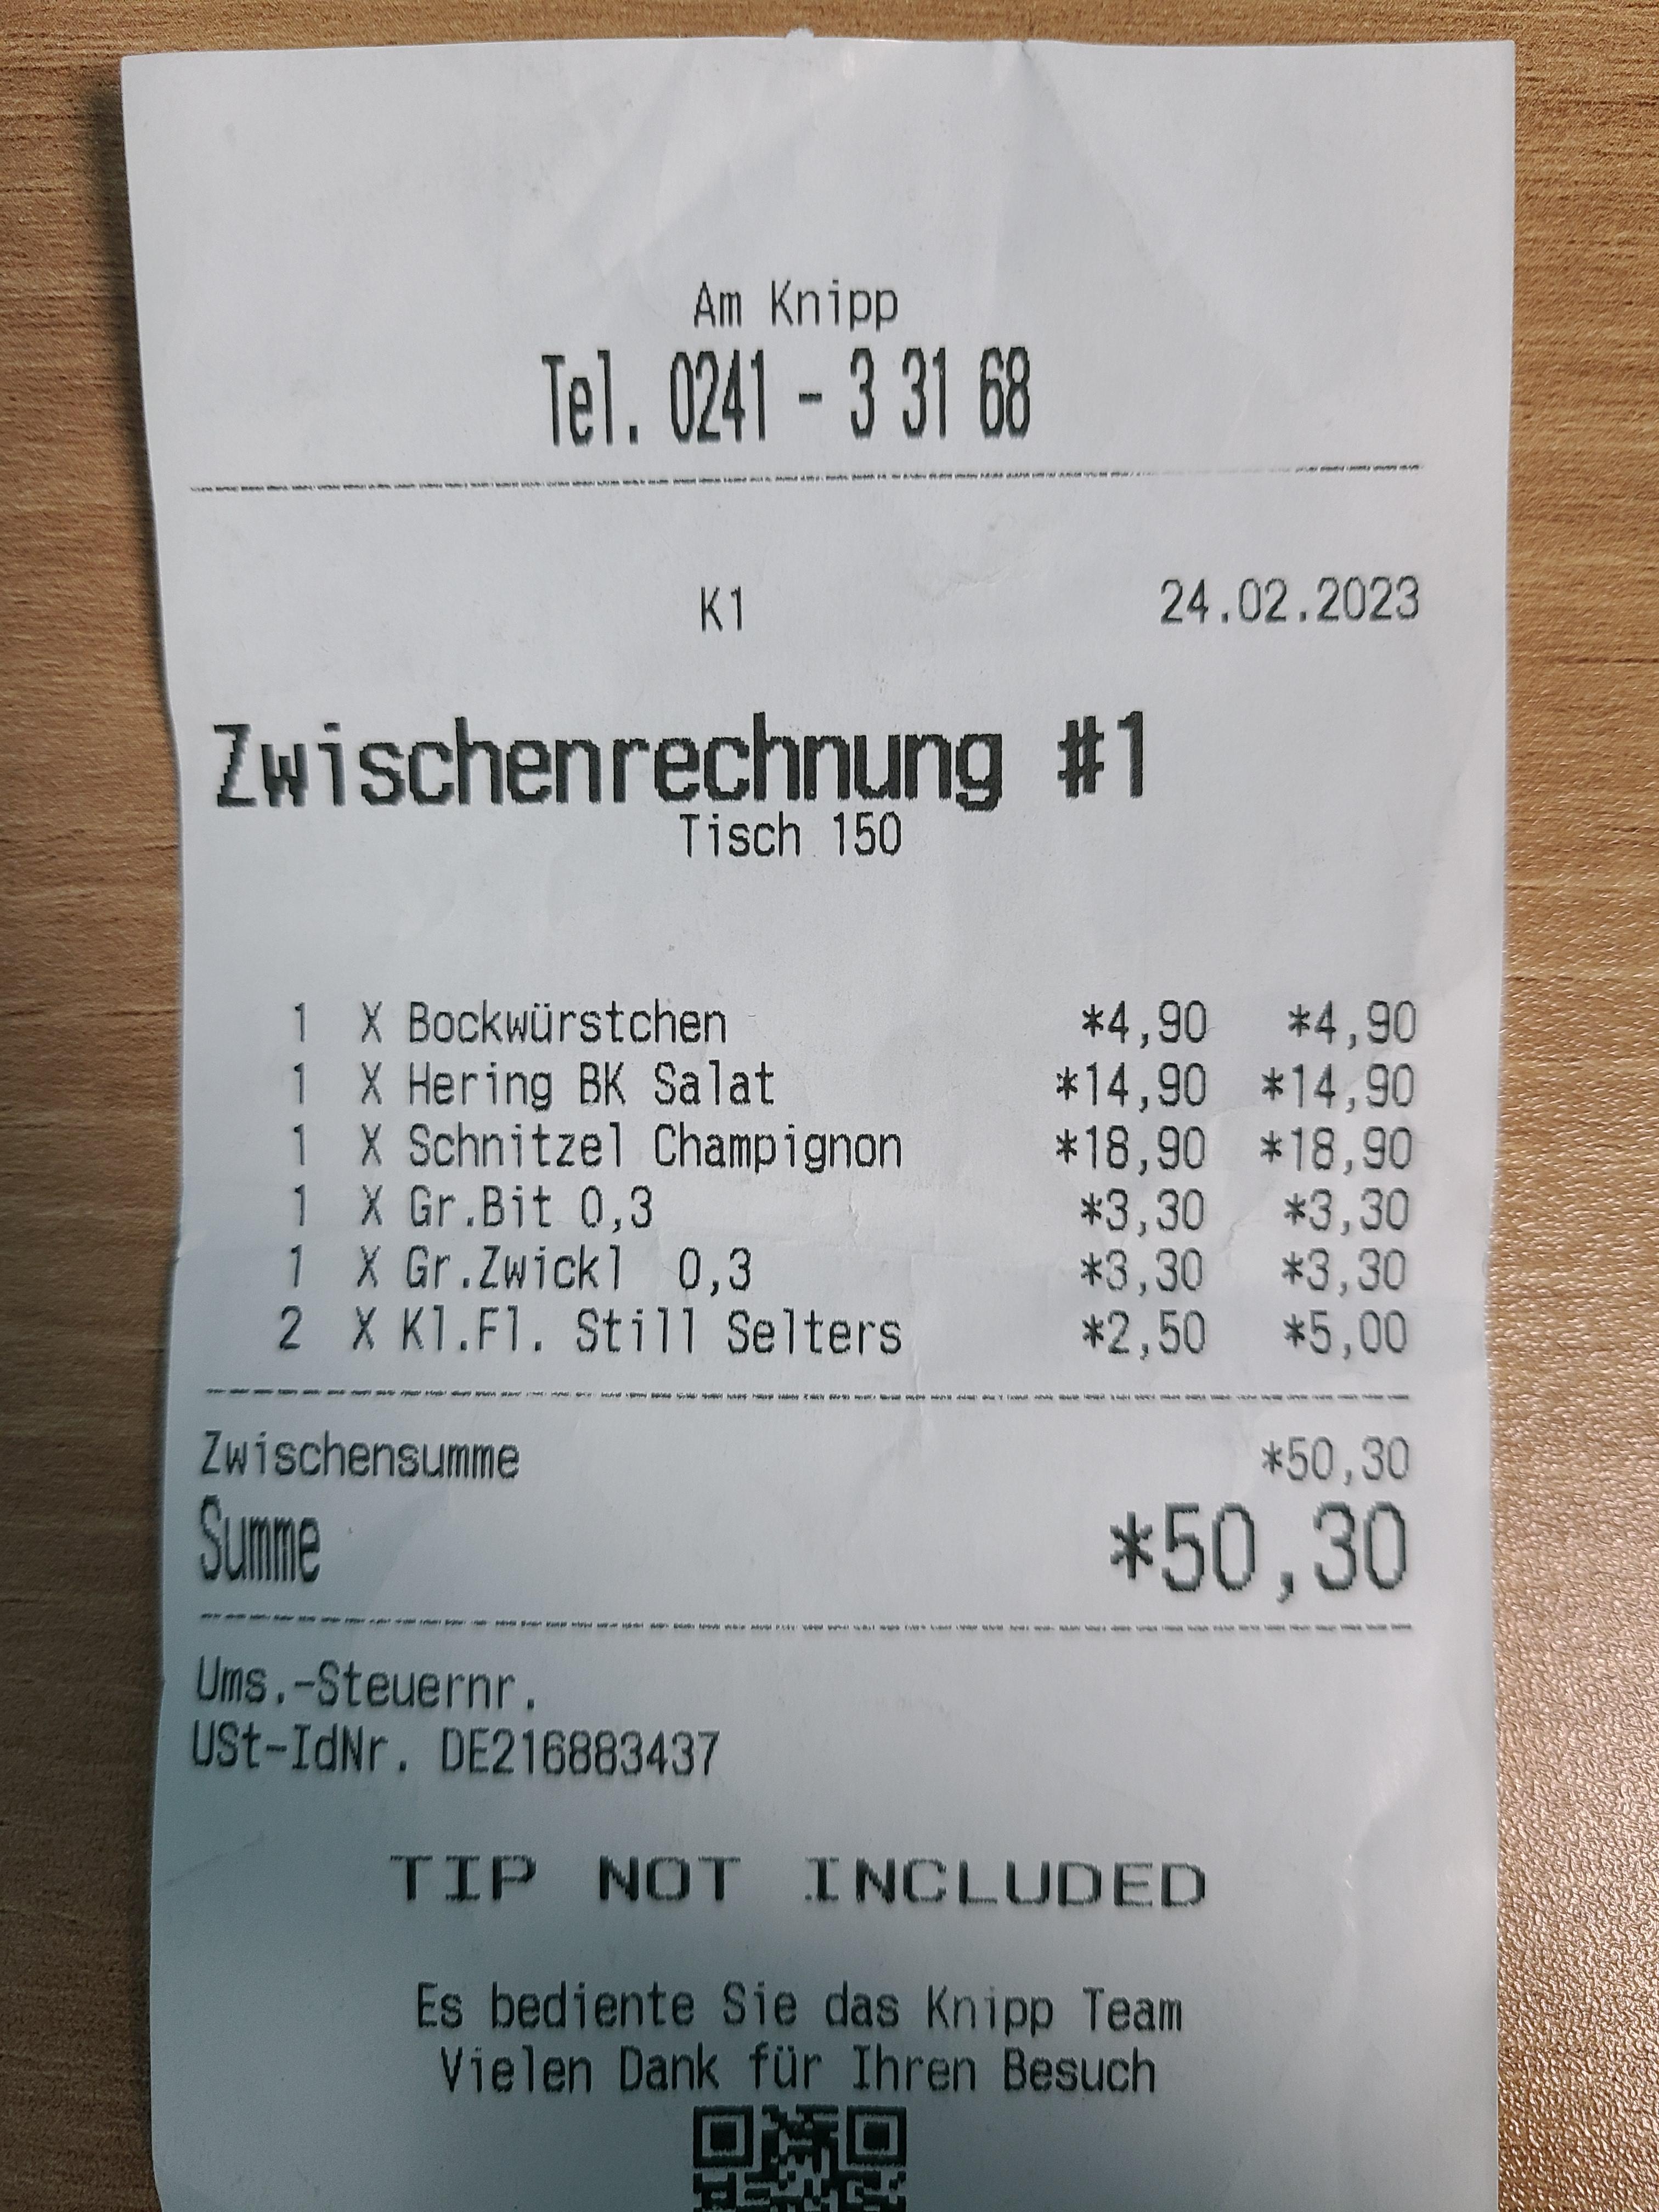 Am Knipp
Tel. 0241 - 3 31 68
K1 24.02.2023
Zwischenrechnung #1
Tisch 150
1 X Bockwürstchen *4,90 *4,90
1 X Hering BK Salat *14,90 *14,90
1 X Schnitzel Champignon *18,90 *18,90
1 X Gr.Bit 0,3 *3,30 *3,30
1 X Gr.Zwickl 0,3 *3,30 *3,30
2 X Kl.Fl. Still Selters *2,50 *5,00
Zwischensumme *50,30
Summe *50,30
Ums.-Steuernr.
USt-IdNr. DE216883437
TIP NOT INCLUDED
Es bediente Sie das Knipp Team
Vielen Dank für Ihren Besuch